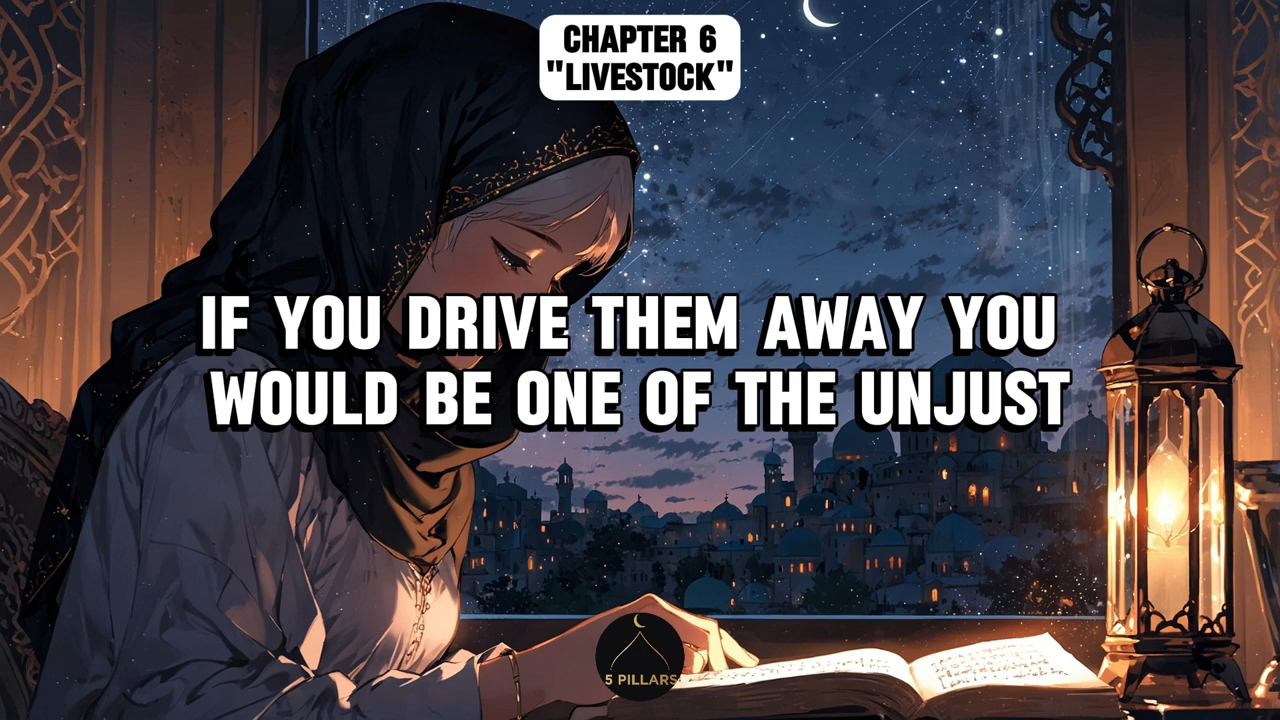 CHAPTER 6
"LIVESTOCK"
IF YOU DRIVE THEM AWAY YOU
WOULD BE ONE OF THE UNJUST
5 PILLARS